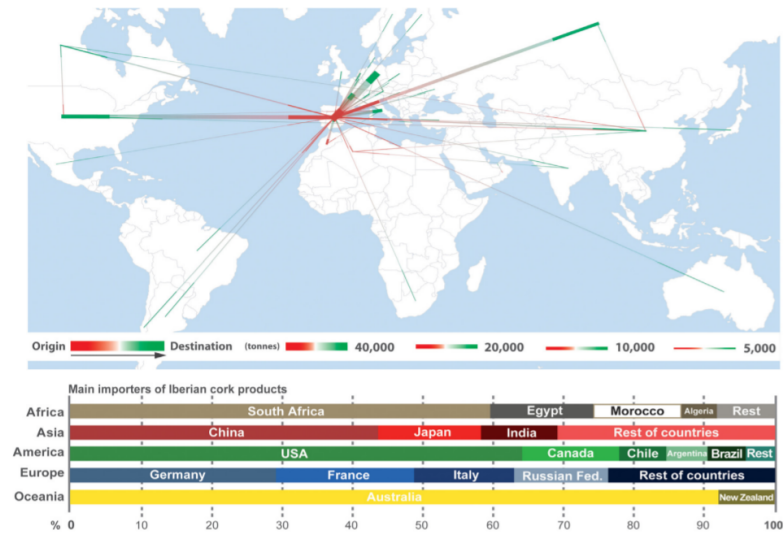 Origin Destination (tonnes) 40,000 20,000 10,000 5,000
Main importers of Iberian cork products
Africa South Africa Egypt Morocco Algeria Rest
Asia China Japan India Rest of countries
America USA Canada Chile Argentina Brazil Rest
Europe Germany France Italy Russian Fed. Rest of countries
Oceania Australia New Zealand
% 0 10 20 30 40 50 60 70 80 90 100